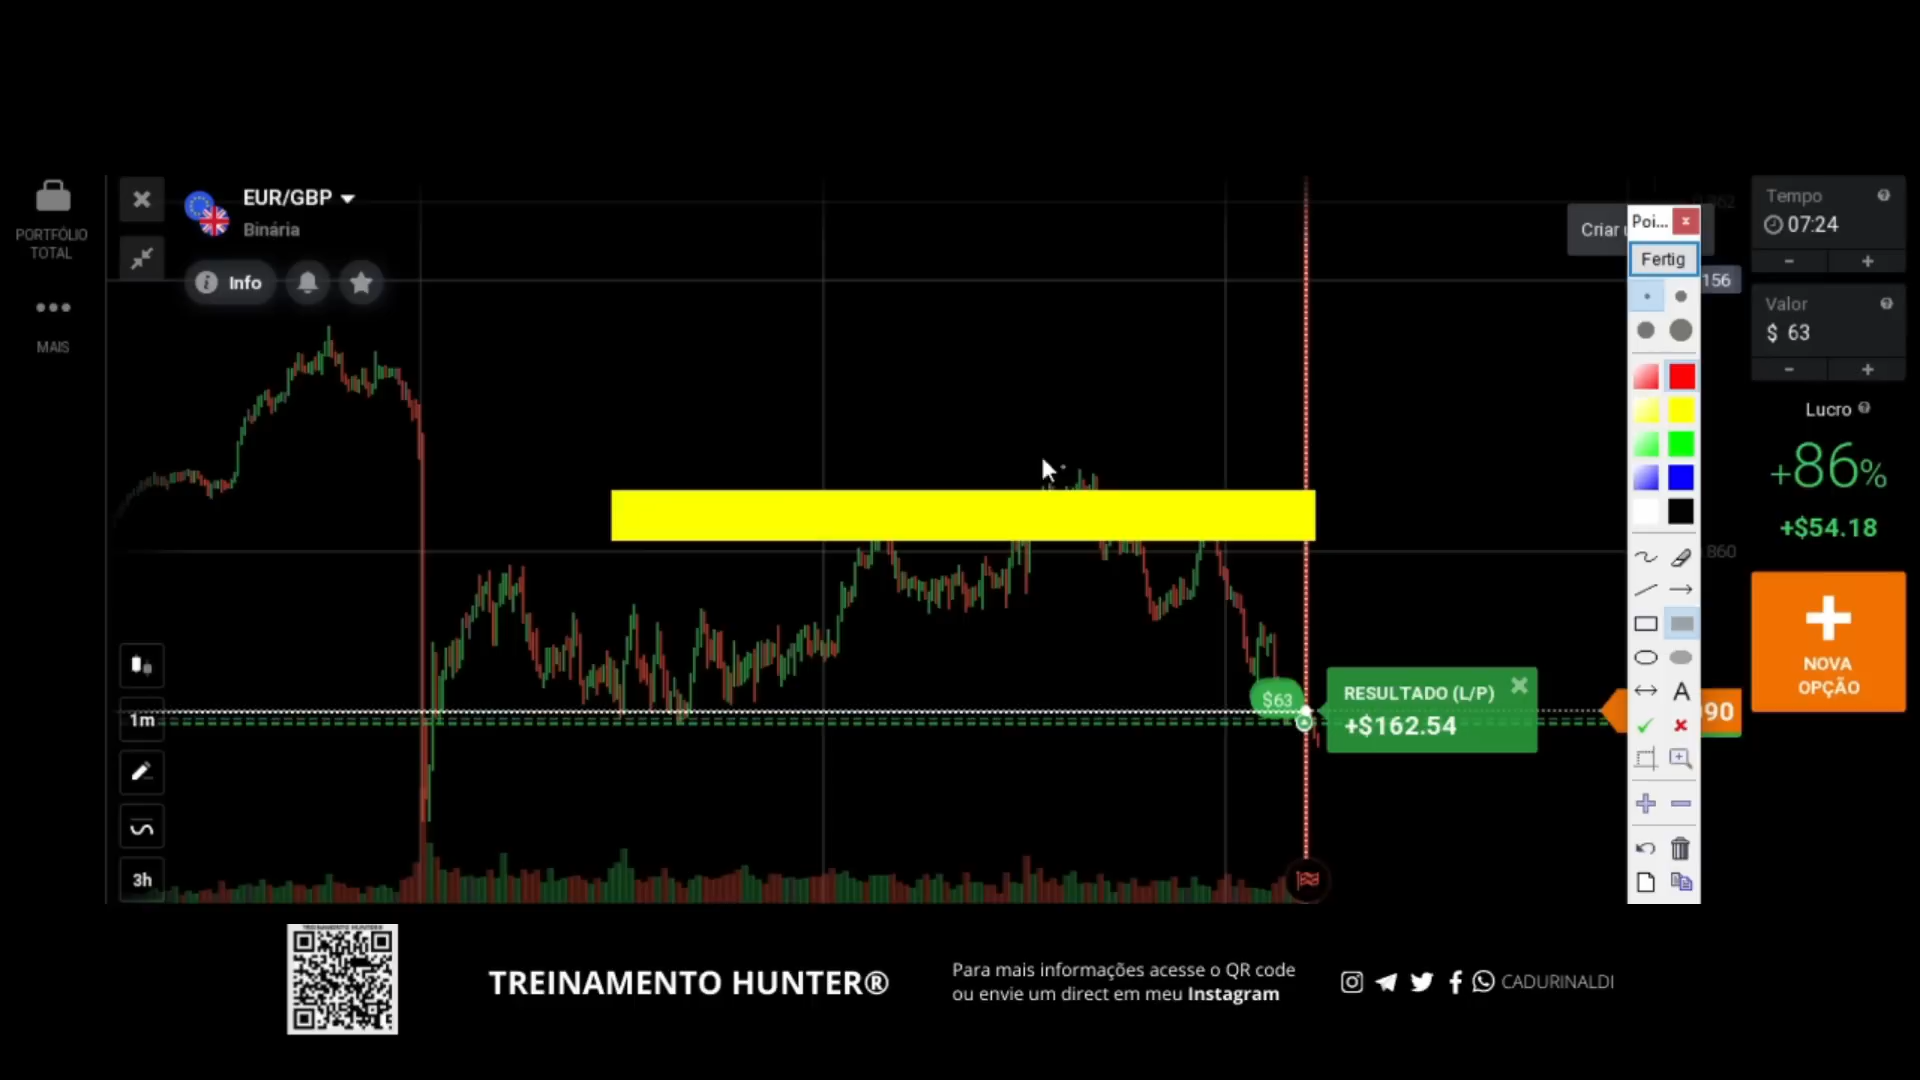 PORTFÓLIO
TOTAL
MAIS
EUR/GBP
Binária
Info
1m
3h
$63
RESULTADO (L/P)
+$162.54
Criar
Poi...
Fertig
156
860
A
Tempo
07:24
Valor
$ 63
Lucro
+86%
+$54.18
NOVA
OPÇÃO
TREINAMENTO HUNTER®
Para mais informações acesse o QR code
ou envie um direct em meu Instagram
CADURINALDI